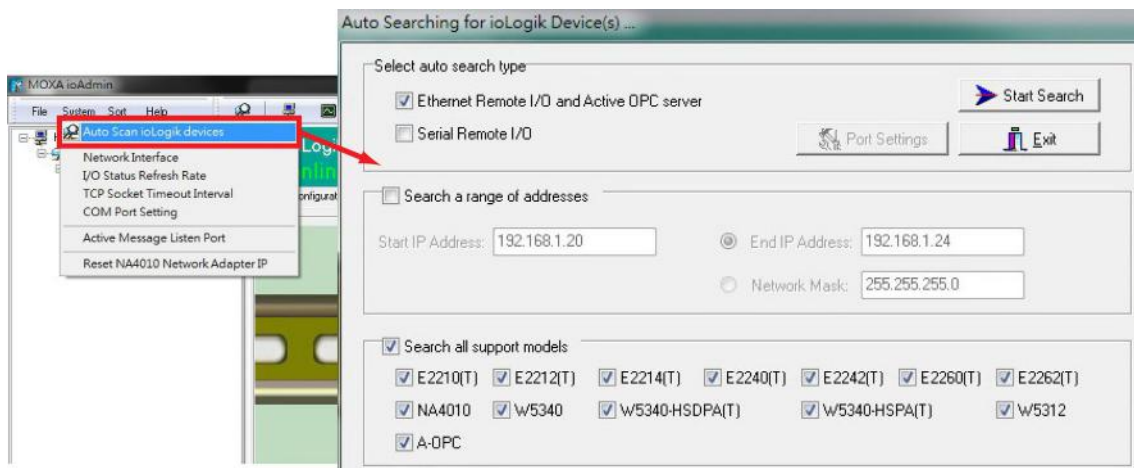 Auto Searching for ioLogik Device(s) ...
MOXA ioAdmin
File System Sort Help
Auto Scan ioLogik devices
Network Interface
I/O Status Refresh Rate
TCP Socket Timeout Interval
COM Port Setting
Active Message Listen Port
Reset NA4010 Network Adapter IP
Select auto search type
Ethernet Remote I/O and Active OPC server
Start Search
Serial Remote I/O
Port Settings
Exit
Search a range of addresses
Start IP Address: 192.168.1.20
End IP Address: 192.168.1.24
Network Mask: 255.255.255.0
Search all support models
E2210(T) E2212(T) E2214(T) E2240(T) E2242(T) E2260(T) E2262(T)
NA4010 W5340 W5340-HSDPA(T) W5340-HSPA(T) W5312
A-OPC